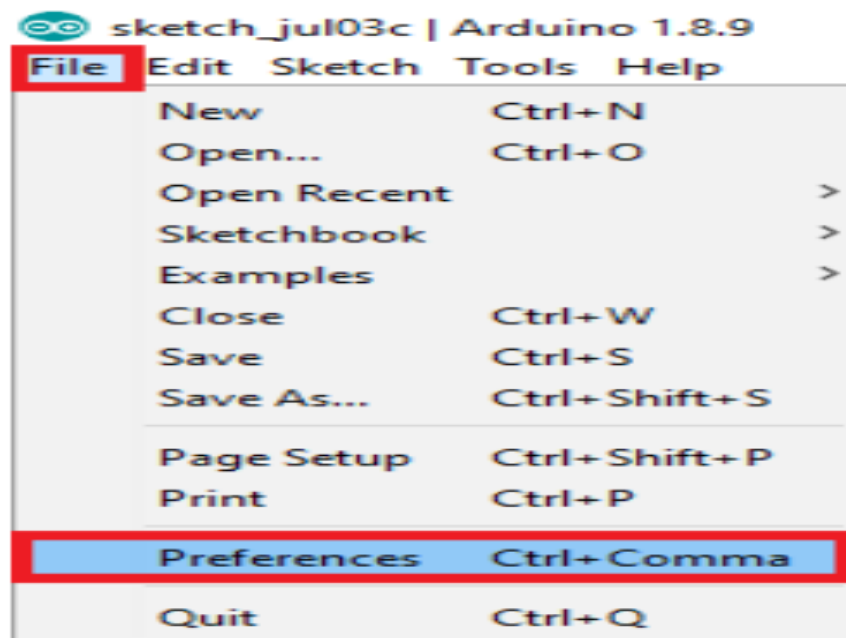 sketch_jul03c | Arduino 1.8.9
File Edit Sketch Tools Help
New Ctrl+N
Open... Ctrl+O
Open Recent >
Sketchbook >
Examples >
Close Ctrl+W
Save Ctrl+S
Save As... Ctrl+Shift+S
Page Setup Ctrl+Shift+P
Print Ctrl+P
Preferences Ctrl+Comma
Quit Ctrl+Q